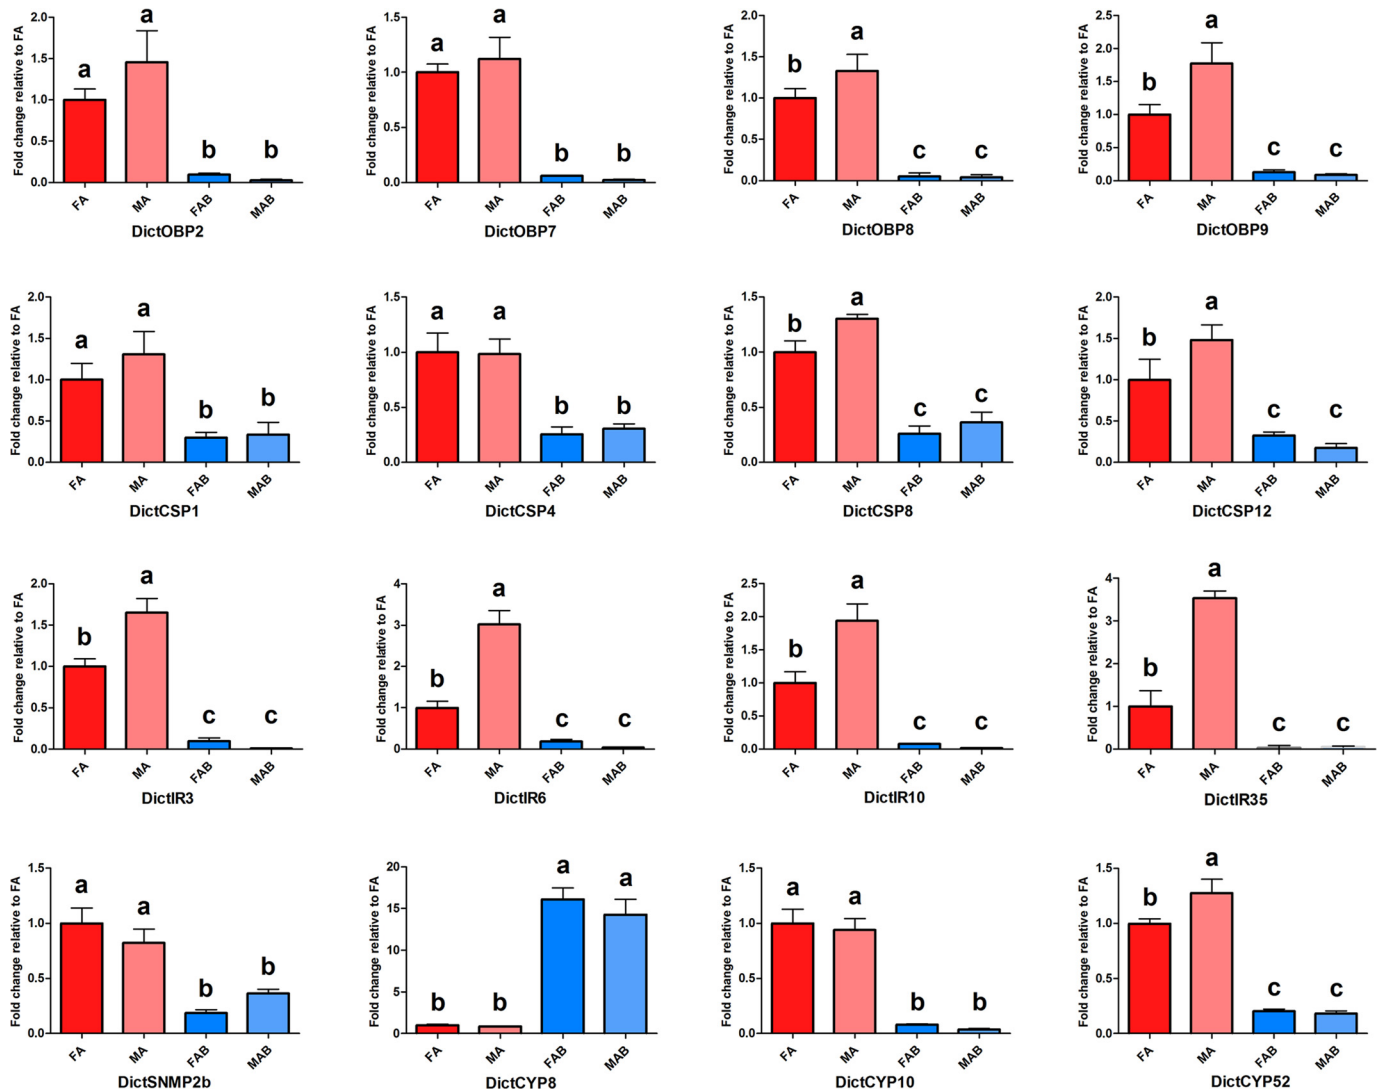 Fold change relative to FA
2.0
1.5
1.0
0.5
0.0
a
a
b
b
FA
MA
FAB
MAB
DictOBP2
Fold change relative to FA
1.5
1.0
0.5
0.0
a
a
b
b
FA
MA
FAB
MAB
DictOBP7
Fold change relative to FA
2.0
1.5
1.0
0.5
0.0
b
a
c
c
FA
MA
FAB
MAB
DictOBP8
Fold change relative to FA
2.5
2.0
1.5
1.0
0.5
0.0
b
a
c
c
FA
MA
FAB
MAB
DictOBP9
Fold change relative to FA
2.0
1.5
1.0
0.5
0.0
a
a
b
b
FA
MA
FAB
MAB
DictCSP1
Fold change relative to FA
1.5
1.0
0.5
0.0
a
a
b
b
FA
MA
FAB
MAB
DictCSP4
Fold change relative to FA
1.5
1.0
0.5
0.0
b
a
c
c
FA
MA
FAB
MAB
DictCSP8
Fold change relative to FA
2.0
1.5
1.0
0.5
0.0
b
a
c
c
FA
MA
FAB
MAB
DictCSP12
Fold change relative to FA
2.0
1.5
1.0
0.5
0.0
b
a
c
c
FA
MA
FAB
MAB
DictIR3
Fold change relative to FA
4
3
2
1
0
b
a
c
c
FA
MA
FAB
MAB
DictIR6
Fold change relative to FA
2.5
2.0
1.5
1.0
0.5
0.0
b
a
c
c
FA
MA
FAB
MAB
DictIR10
Fold change relative to FA
4
3
2
1
0
b
a
c
c
FA
MA
FAB
MAB
DictIR35
Fold change relative to FA
1.5
1.0
0.5
0.0
a
a
b
b
FA
MA
FAB
MAB
DictSNMP2b
Fold change relative to FA
20
15
10
5
0
b
b
a
a
FA
MA
FAB
MAB
DictCYP8
Fold change relative to FA
1.5
1.0
0.5
0.0
a
a
b
b
FA
MA
FAB
MAB
DictCYP10
Fold change relative to FA
1.5
1.0
0.5
0.0
b
a
c
c
FA
MA
FAB
MAB
DictCYP52